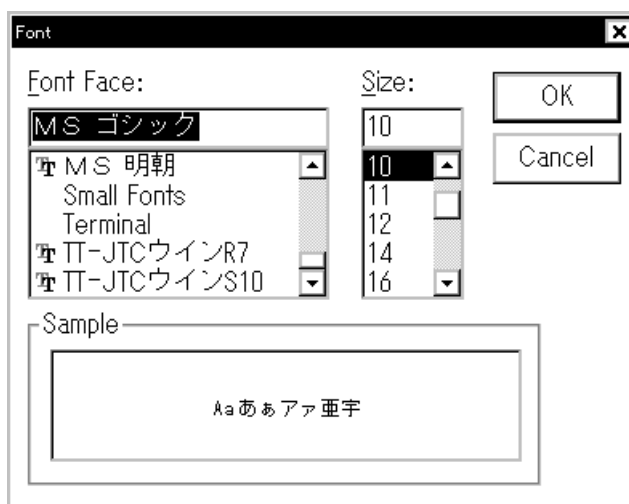 Font
Font Face:
ＭＳ ゴシック
ＭＳ 明朝
Small Fonts
Terminal
TT-JTCウインR7
TT-JTCウインS10
Size:
10
10
11
12
14
16
OK
Cancel
Sample
Aaあぁアァ亜宇